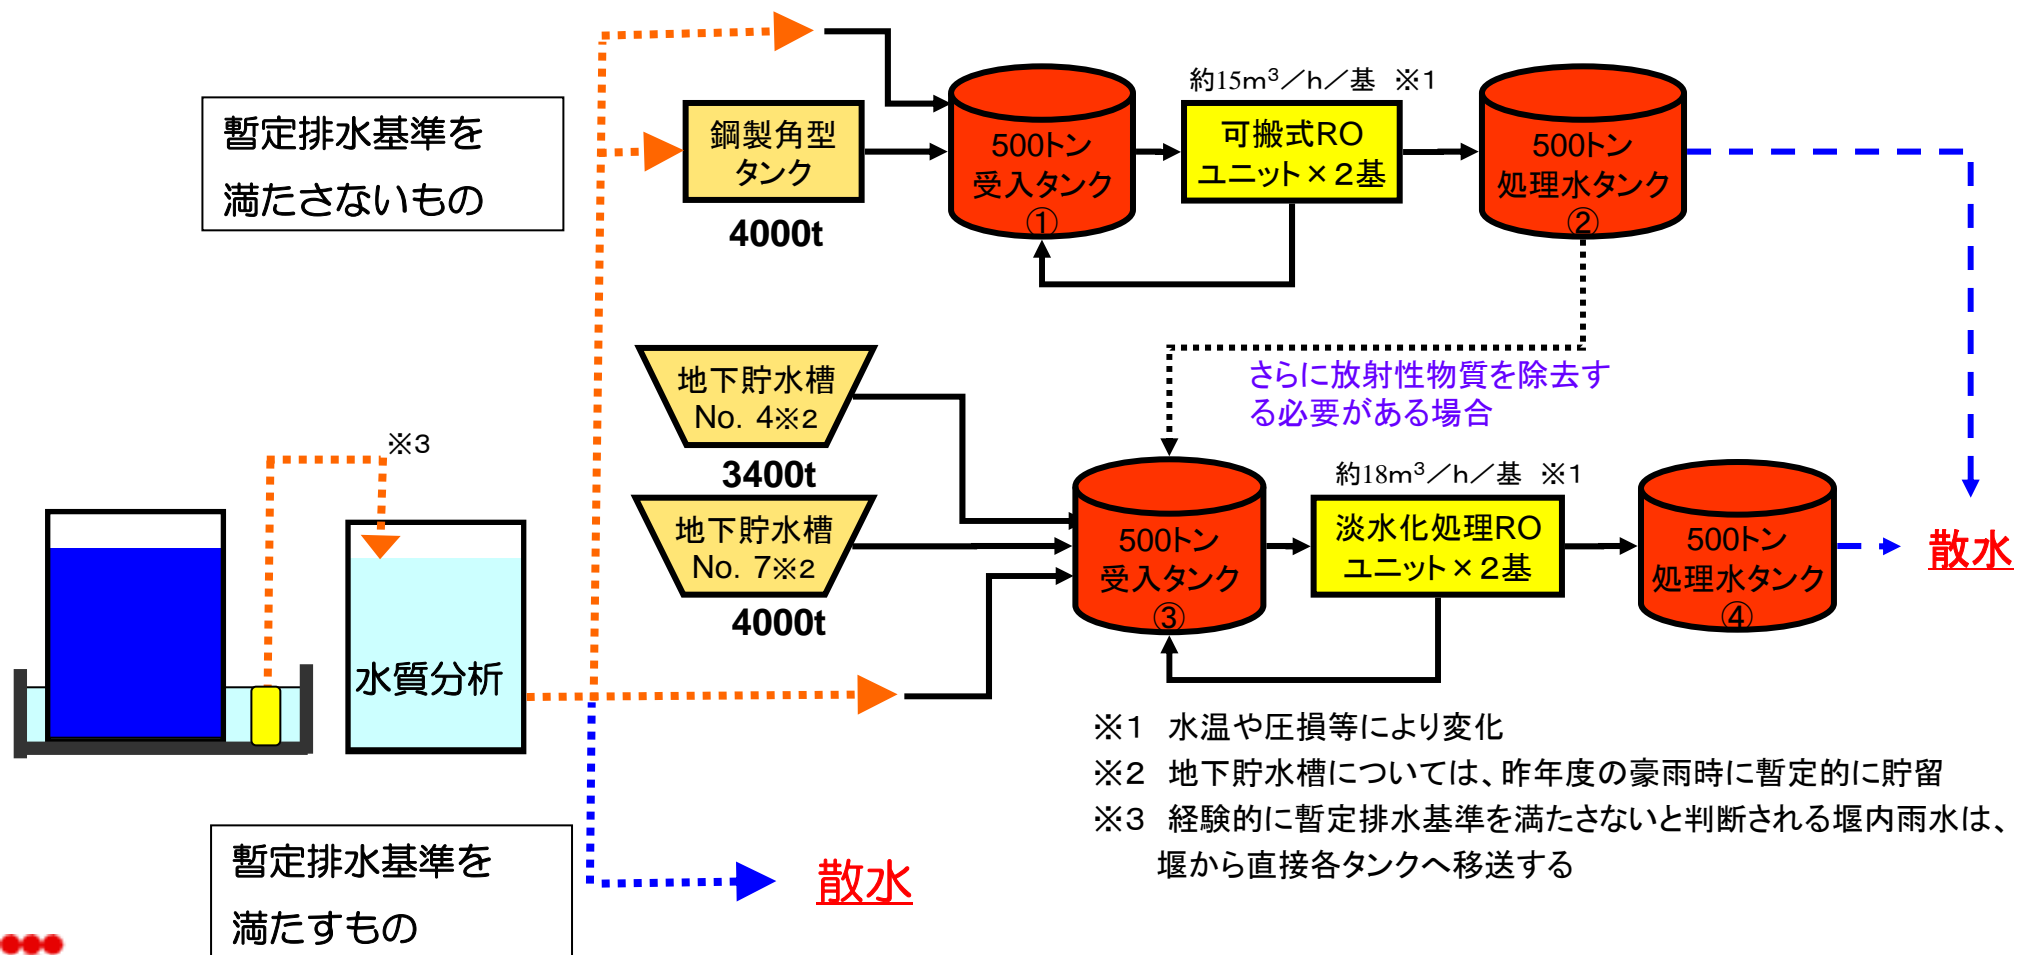 約15m³／h／基 ※1
暫定排水基準を
満たさないもの
鋼製角型
タンク
4000t
500トン
受入タンク
①
可搬式RO
ユニット×2基
500トン
処理水タンク
②
地下貯水槽
No. 4※2
3400t
さらに放射性物質を除去す
る必要がある場合
※3
地下貯水槽
No. 7※2
4000t
約18m³／h／基 ※1
500トン
受入タンク
③
淡水化処理RO
ユニット×2基
500トン
処理水タンク
④
散水
水質分析
※1 水温や圧損等により変化
※2 地下貯水槽については、昨年度の豪雨時に暫定的に貯留
※3 経験的に暫定排水基準を満たさないと判断される堰内雨水は、
堰から直接各タンクへ移送する
暫定排水基準を
満たすもの
散水